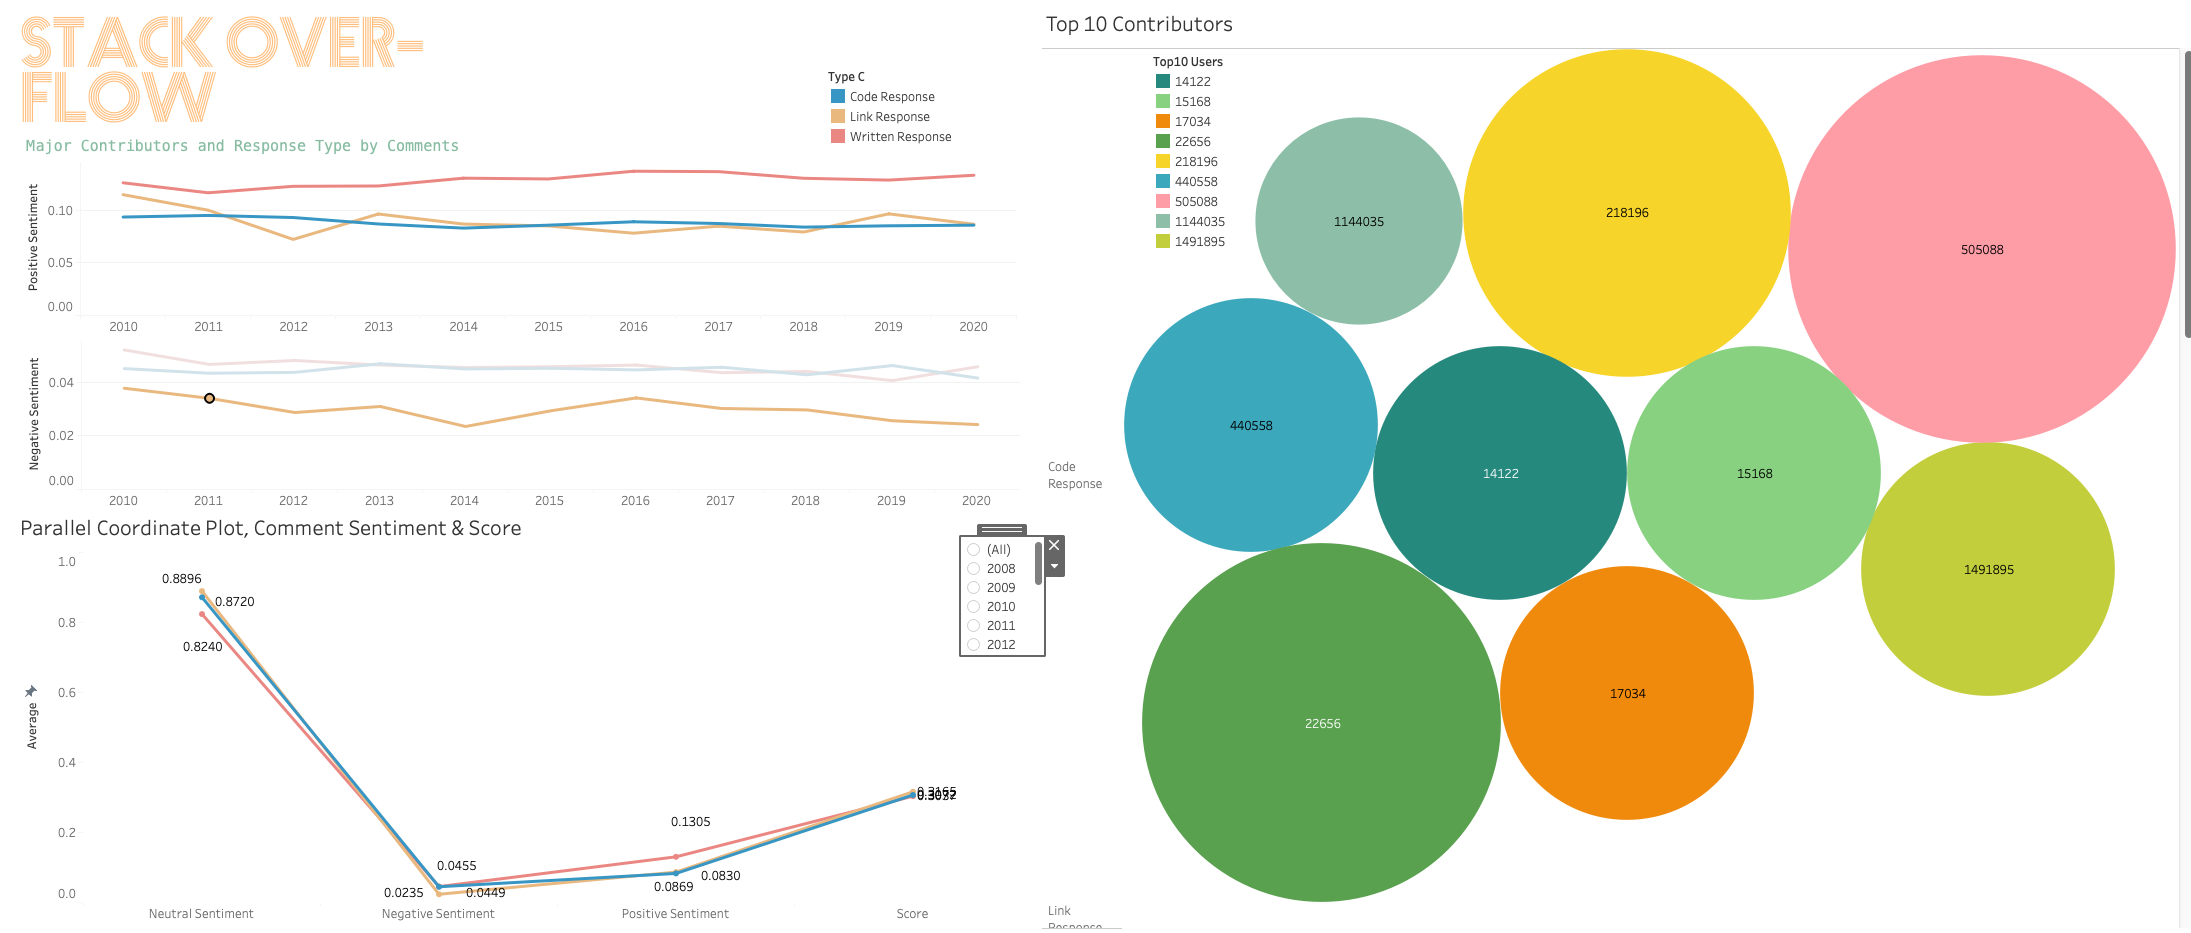 STACK OVER-
FLOW
Major Contributors and Response Type by Comments
Type C
Code Response
Link Response
Written Response
Positive Sentiment
0.10
0.05
0.00
2010 2011 2012 2013 2014 2015 2016 2017 2018 2019 2020
Negative Sentiment
0.04
0.02
0.00
2010 2011 2012 2013 2014 2015 2016 2017 2018 2019 2020
Parallel Coordinate Plot, Comment Sentiment & Score
(All)
2008
2009
2010
2011
2012
Average
1.0
0.8
0.6
0.4
0.2
0.0
0.8896
0.8720
0.8240
0.0455
0.0235
0.0449
0.1305
0.0830
0.0869
0.3165
Neutral Sentiment Negative Sentiment Positive Sentiment Score
Top 10 Contributors
Top10 Users
14122
15168
17034
22656
218196
440558
505088
1144035
1491895
1144035
218196
505088
440558
14122
15168
1491895
22656
17034
Code
Response
Link
Response